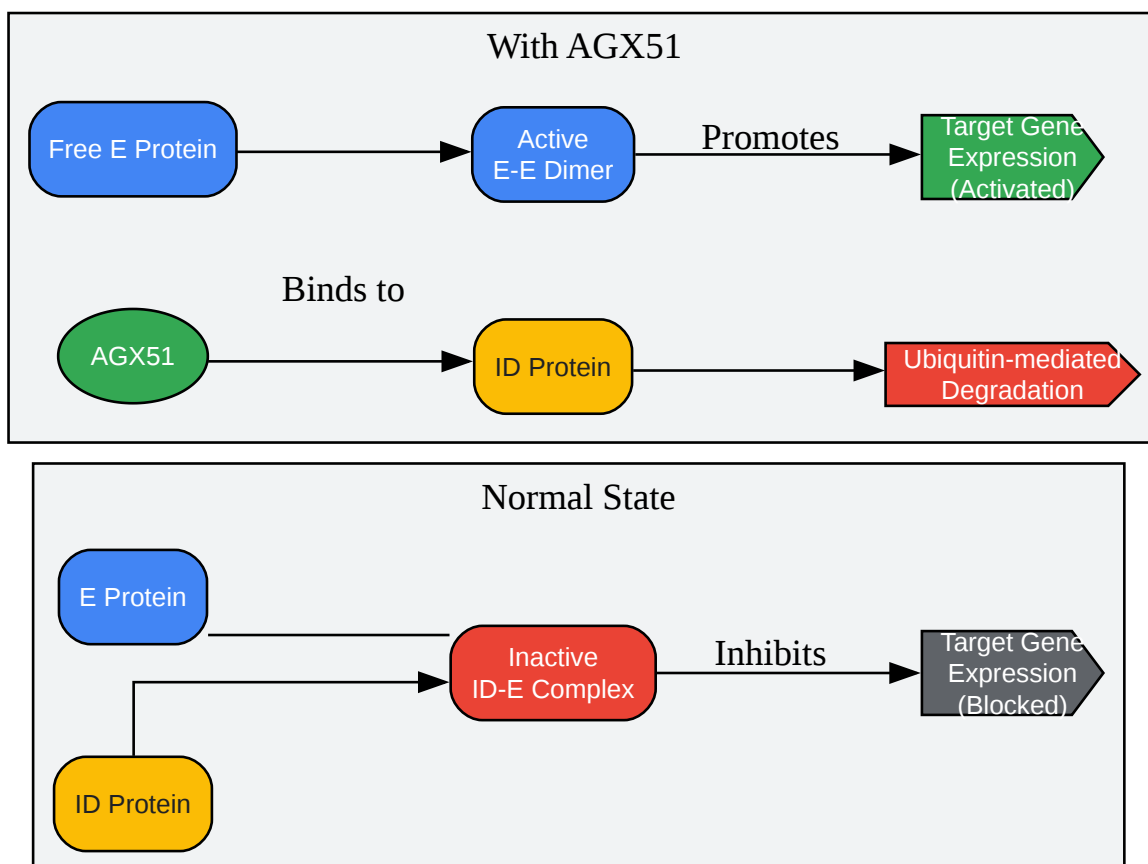 With AGX51
Free E Protein
Active
E-E Dimer
Promotes
Target Gene
Expression
(Activated)
Binds to
AGX51
ID Protein
Ubiquitin-mediated
Degradation
Normal State
E Protein
Inactive
ID-E Complex
Inhibits
Target Gene
Expression
(Blocked)
ID Protein